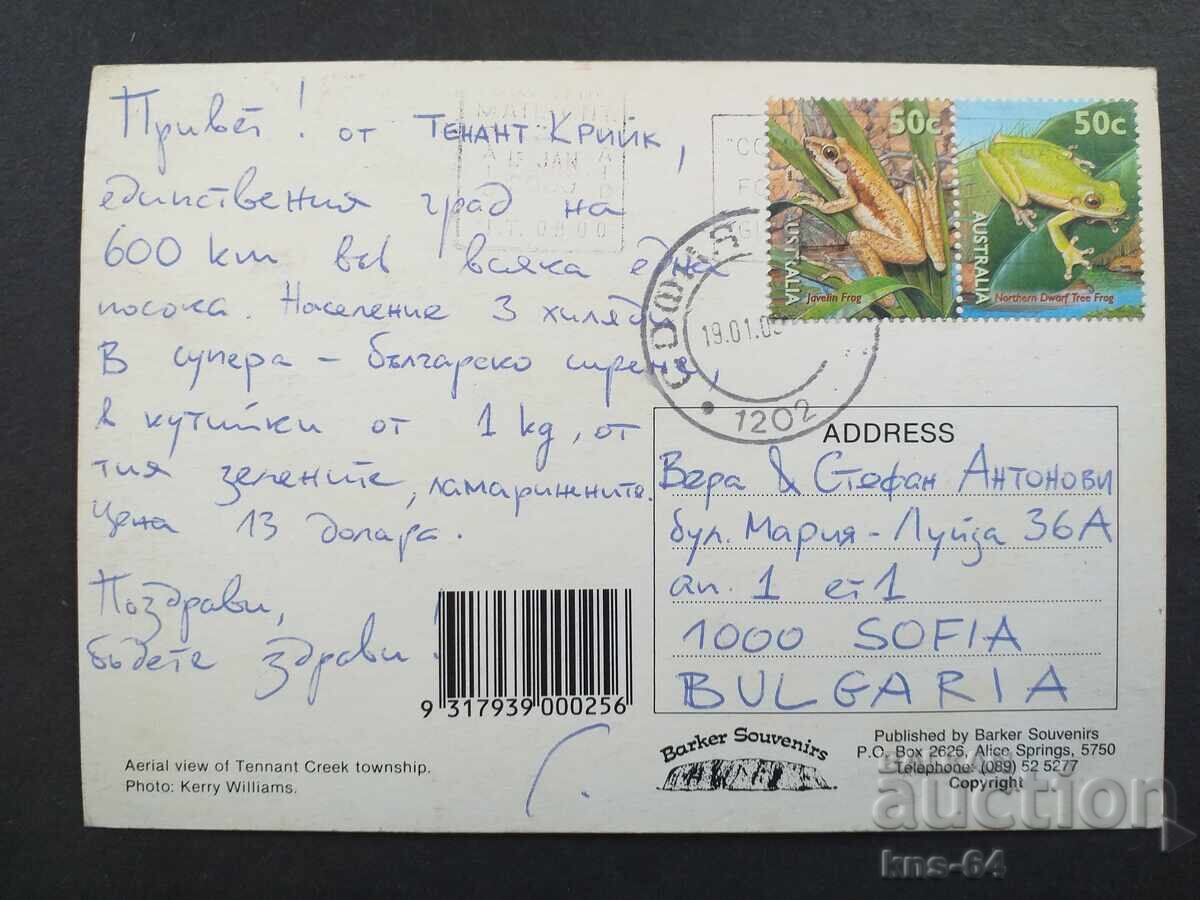 Привет! от Тенант Крийк,
единствения град на
600 km във всяка една
посока. Население 3 хиляди
В супера - българско сирене,
в кутийки от 1 kg, от
тия зелените, ламаринените.
Цена 13 долара.
Поздрави,
бъдете здрави!
9 317939 000256
Aerial view of Tennant Creek township.
Photo: Kerry Williams.
50c
AUSTRALIA
Javelin Frog
50c
AUSTRALIA
Northern Dwarf Tree Frog
СОФИЯ
19.01.0
1202
ADDRESS
Вера & Стефан Антонови
бул. Мария-Луйза 36А
ап. 1 ет 1
1000 SOFIA
BULGARIA
Barker Souvenirs
Published by Barker Souvenirs
P.O. Box 2626, Alice Springs, 5750
Telephone: (089) 52 5277
Copyright
auction
kns-64